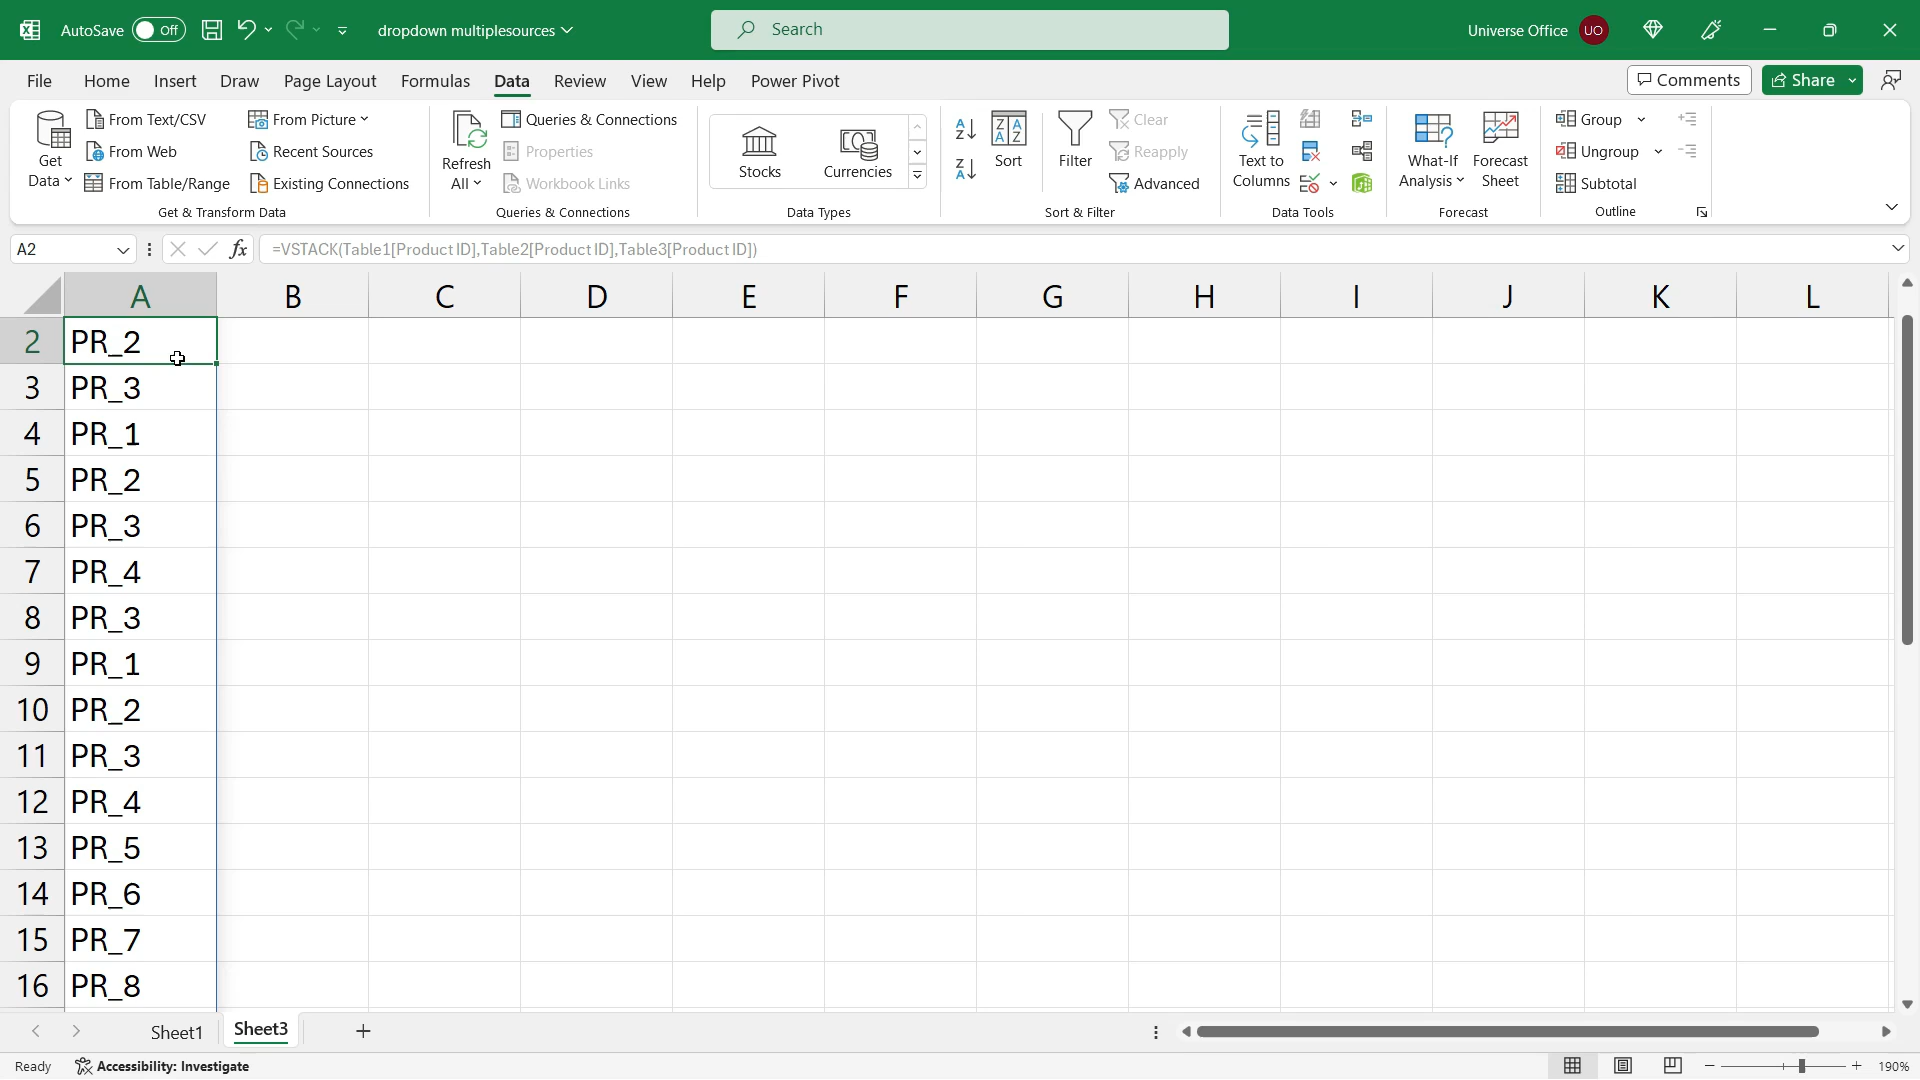 AutoSave Off dropdown multiplesources Search Universe Office UO
File Home Insert Draw Page Layout Formulas Data Review View Help Power Pivot Comments Share
Get Data
From Text/CSV
From Web
From Table/Range
From Picture
Recent Sources
Existing Connections
Get & Transform Data
Refresh All
Queries & Connections
Properties
Workbook Links
Queries & Connections
Stocks
Currencies
Data Types
Sort
Filter
Clear
Reapply
Advanced
Sort & Filter
Text to Columns
Data Tools
What-If Analysis
Forecast Sheet
Forecast
Group
Ungroup
Subtotal
Outline
A2 fx =VSTACK(Table1[Product ID],Table2[Product ID],Table3[Product ID])
A B C D E F G H I J K L
2 PR_2
3 PR_3
4 PR_1
5 PR_2
6 PR_3
7 PR_4
8 PR_3
9 PR_1
10 PR_2
11 PR_3
12 PR_4
13 PR_5
14 PR_6
15 PR_7
16 PR_8
Sheet1 Sheet3
Ready Accessibility: Investigate 190%